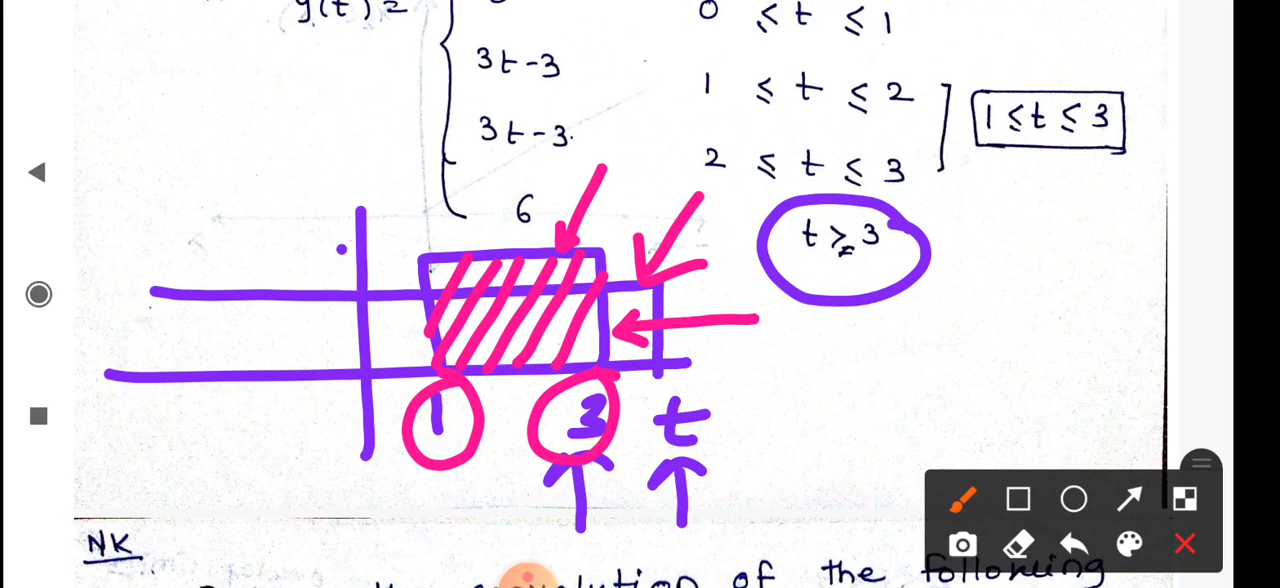 y(t) =
0 ≤ t ≤ 1
3t-3 1 ≤ t ≤ 2
1 ≤ t ≤ 3
3t-3 2 ≤ t ≤ 3
6 t ≥ 3
1 3 t
NK
of the following